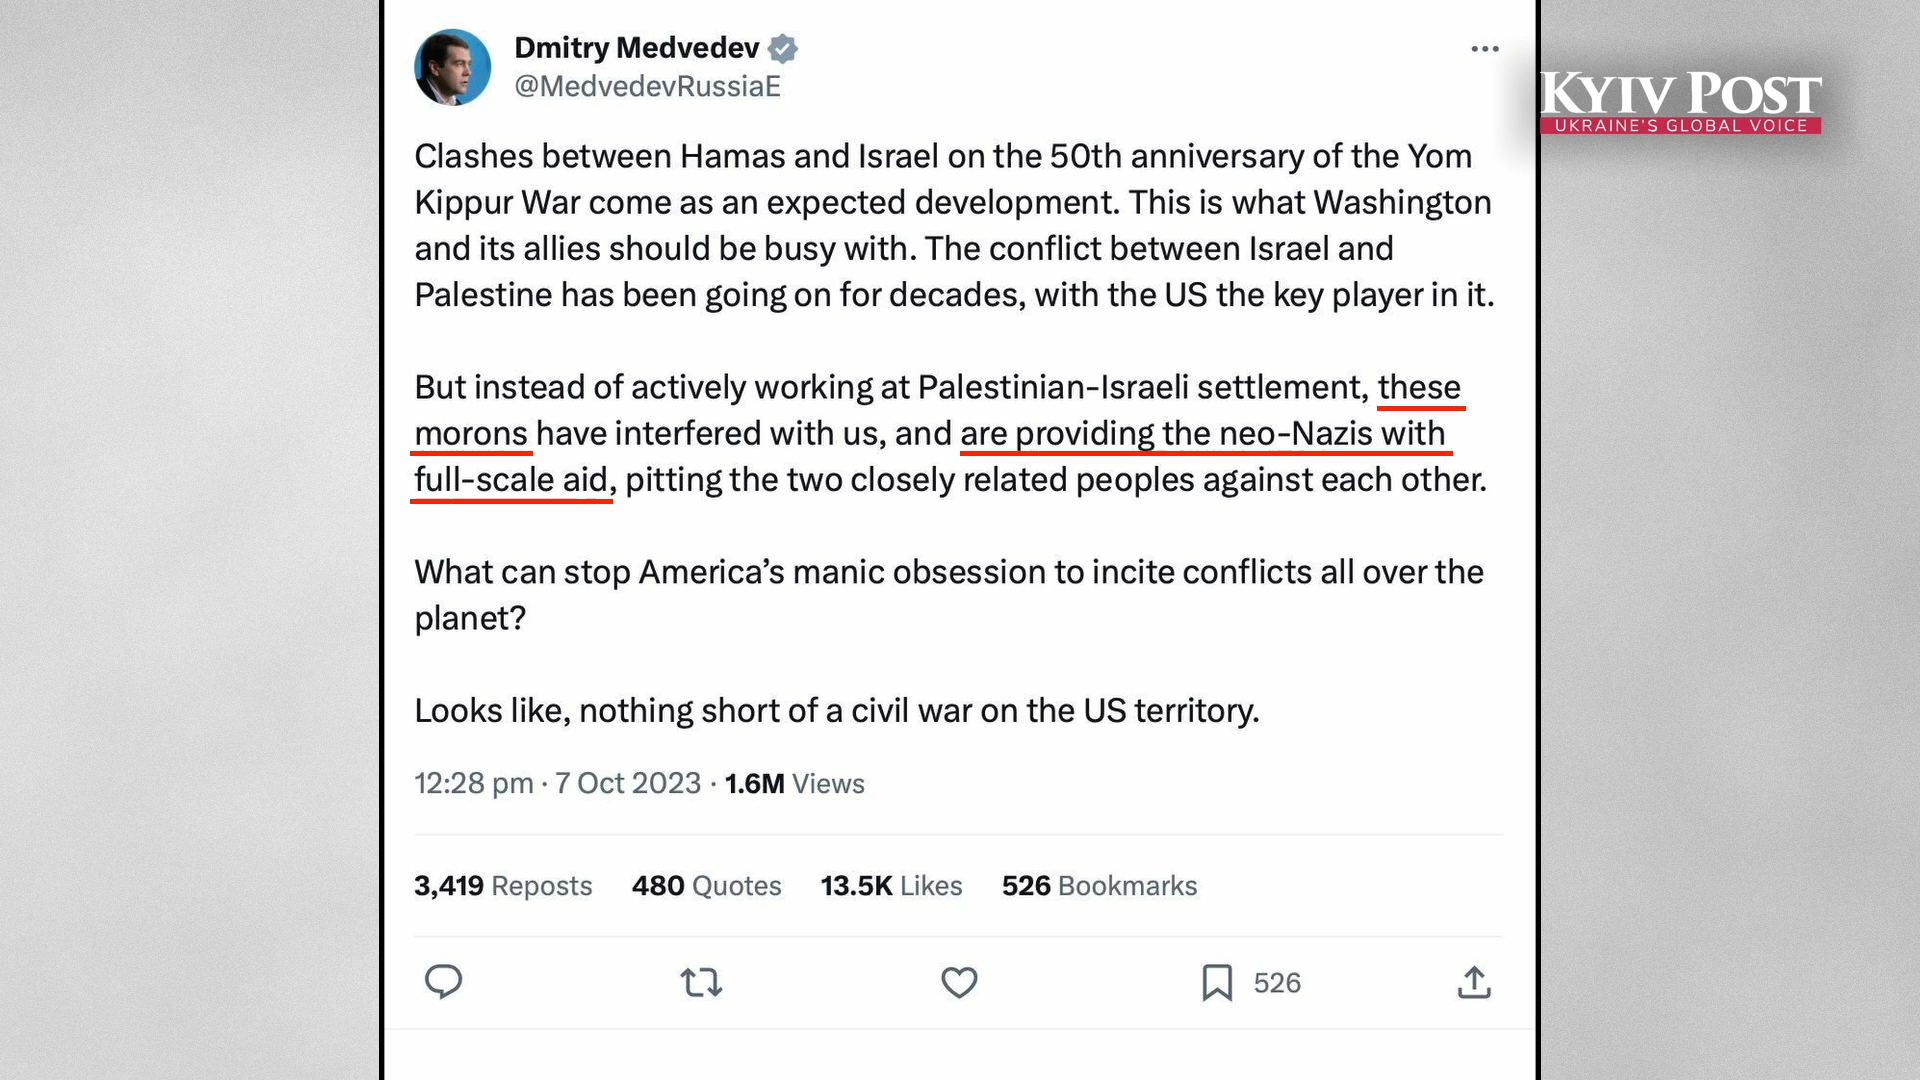 Dmitry Medvedev
@MedvedevRussiaE
KYIV POST
UKRAINE'S GLOBAL VOICE
Clashes between Hamas and Israel on the 50th anniversary of the Yom
Kippur War come as an expected development. This is what Washington
and its allies should be busy with. The conflict between Israel and
Palestine has been going on for decades, with the US the key player in it.
But instead of actively working at Palestinian-Israeli settlement, these
morons have interfered with us, and are providing the neo-Nazis with
full-scale aid, pitting the two closely related peoples against each other.
What can stop America’s manic obsession to incite conflicts all over the
planet?
Looks like, nothing short of a civil war on the US territory.
12:28 pm · 7 Oct 2023 · 1.6M Views
3,419 Reposts 480 Quotes 13.5K Likes 526 Bookmarks
526